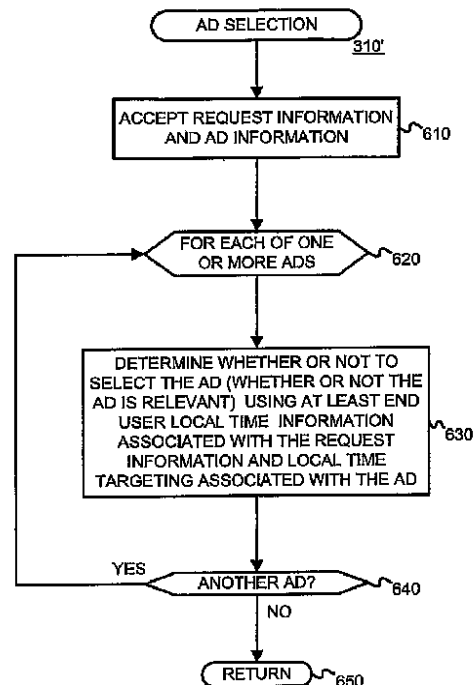 AD SELECTION
310'
ACCEPT REQUEST INFORMATION
AND AD INFORMATION
610
FOR EACH OF ONE
OR MORE ADS
620
DETERMINE WHETHER OR NOT TO
SELECT THE AD (WHETHER OR NOT THE
AD IS RELEVANT) USING AT LEAST END
USER LOCAL TIME INFORMATION
ASSOCIATED WITH THE REQUEST
INFORMATION AND LOCAL TIME
TARGETING ASSOCIATED WITH THE AD
630
YES
ANOTHER AD?
640
NO
RETURN
650